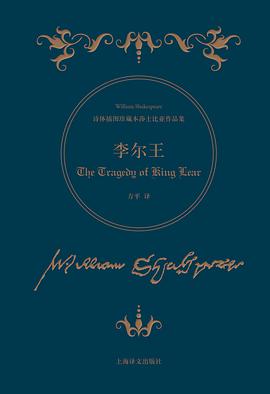 William Shakespeare
诗体插图珍藏本莎士比亚作品集
李尔王
The Tragedy of King Lear
方平 译
William Shakspeare
上海译文出版社